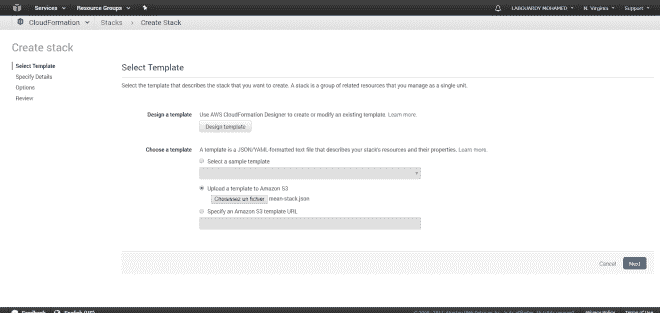 Services Resource Groups LABOUARDY MOHAMED N. Virginia Support
CloudFormation Stacks > Create Stack
Create stack
Select Template
Specify Details
Options
Review
Select Template
Select the template that describes the stack that you want to create. A stack is a group of related resources that you manage as a single unit.
Design a template Use AWS CloudFormation Designer to create or modify an existing template. Learn more.
Design template
Choose a template A template is a JSON/YAML-formatted text file that describes your stack's resources and their properties. Learn more.
Select a sample template
Upload a template to Amazon S3
Choisissez un fichier mean-stack.json
Specify an Amazon S3 template URL
Cancel Next
Feedback English (US) Privacy Policy Terms of Use